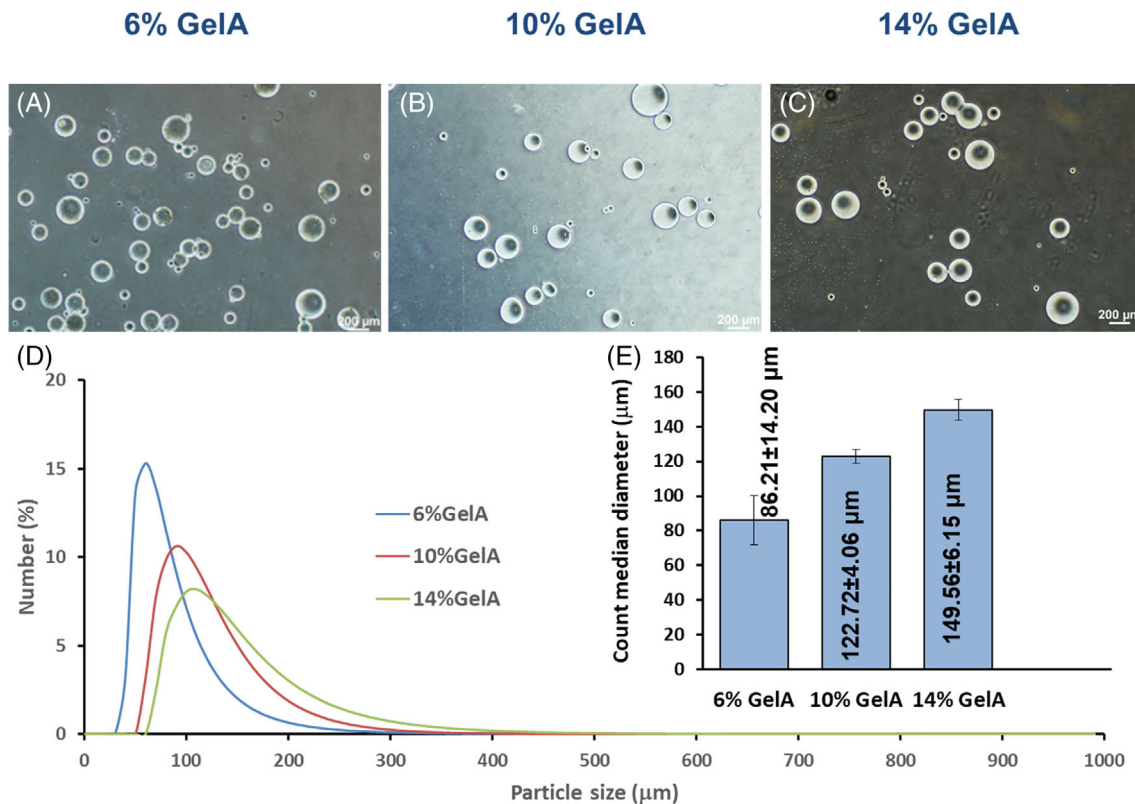 6% GelA 10% GelA 14% GelA
(A) (B) (C)
200 μm 200 μm 200 μm
(D)
20
15
10
5
0
Number (%)
6%GelA
10%GelA
14%GelA
0 100 200 300 400 500 600 700 800 900 1000
Particle size (μm)
(E)
180
160
140
120
100
80
60
40
20
0
Count median diameter (μm)
86.21±14.20 μm
122.72±4.06 μm
149.56±6.15 μm
6% GelA 10% GelA 14% GelA